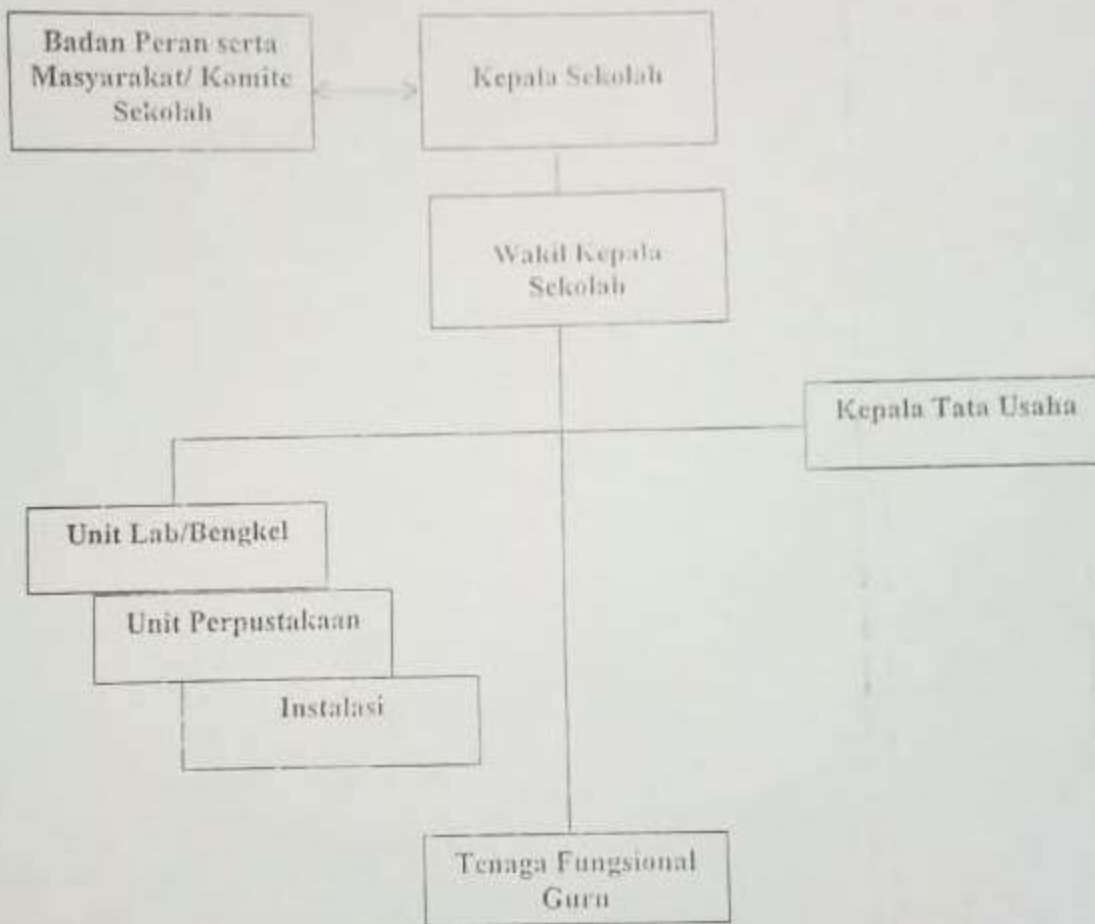 Badan Peran serta
Masyarakat/ Komite
Sekolah
Kepala Sekolah
Wakil Kepala
Sekolah
Kepala Tata Usaha
Unit Lab/Bengkel
Unit Perpustakaan
Instalasi
Tenaga Fungsional
Guru